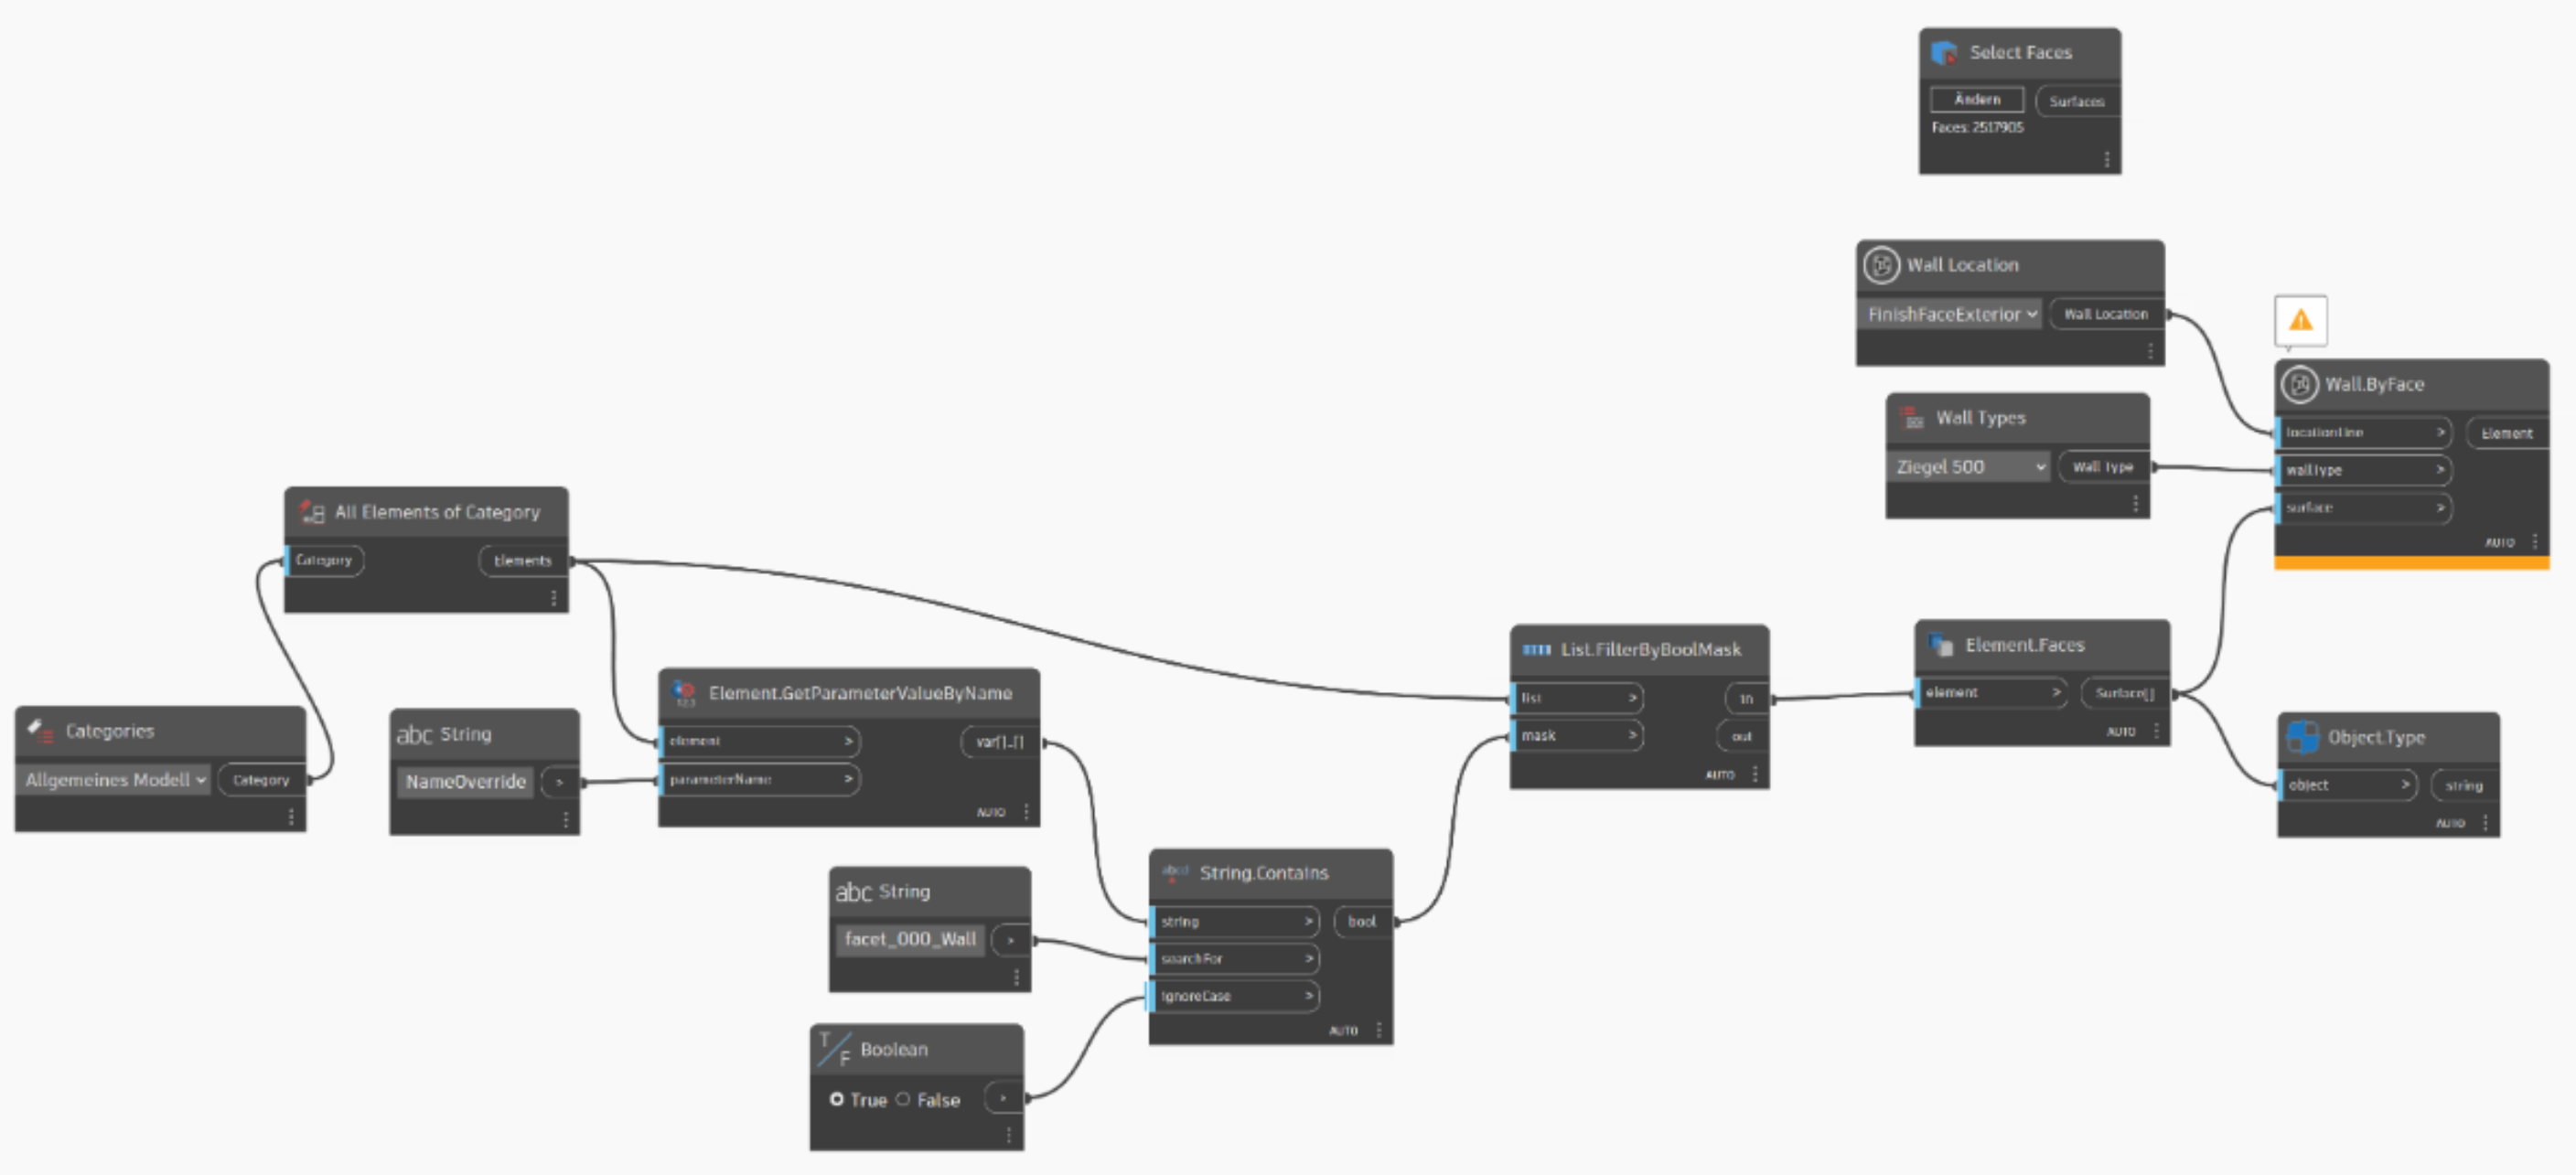 Select Faces
Ändern
Surfaces
Faces: 2517905
Wall Location
FinishFaceExterior
Wall Location
Wall.ByFace
locationLine >
Element
Wall Types
Ziegel 500
Wall Type
wallType >
surface >
AUTO
All Elements of Category
Category
Elements
Categories
Allgemeines Modell
Category
abc String
NameOverride
>
Element.GetParameterValueByName
element >
var[]..[]
parameterName >
AUTO
List.FilterByBoolMask
list >
in
mask >
out
AUTO
Element.Faces
element >
Surface[]
AUTO
Object.Type
object >
string
AUTO
abc String
facet_000_Wall
>
abcd String.Contains
string >
bool
searchFor >
ignoreCase >
AUTO
T
F
Boolean
True
False
>